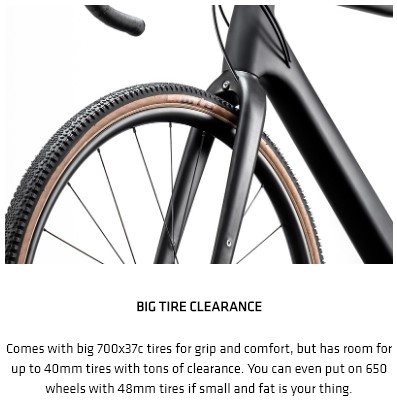 BIG TIRE CLEARANCE
Comes with big 700x37c tires for grip and comfort, but has room for
up to 40mm tires with tons of clearance. You can even put on 650
wheels with 48mm tires if small and fat is your thing.